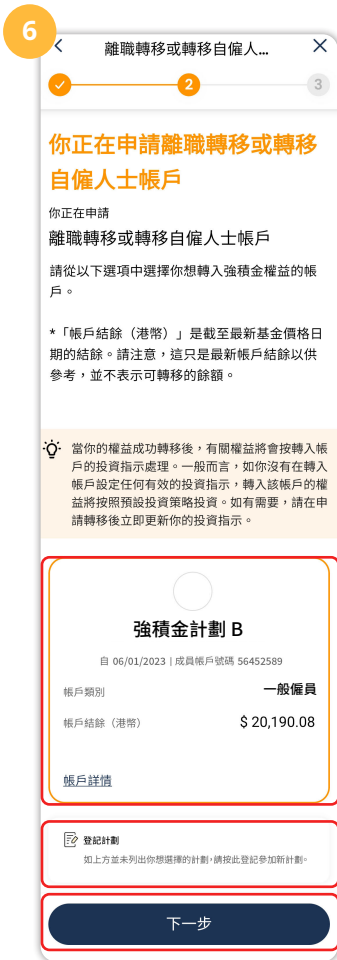 6
離職轉移或轉移自僱人...
2
3
你正在申請離職轉移或轉移
自僱人士帳戶
你正在申請
離職轉移或轉移自僱人士帳戶
請從以下選項中選擇你想轉入強積金權益的帳
戶。
*「帳戶結餘（港幣）」是截至最新基金價格日
期的結餘。請注意，這只是最新帳戶結餘以供
參考，並不表示可轉移的餘額。
當你的權益成功轉移後，有關權益將會按轉入帳
戶的投資指示處理。一般而言，如你沒有在轉入
帳戶設定任何有效的投資指示，轉入該帳戶的權
益將按照預設投資策略投資。如有需要，請在申
請轉移後立即更新你的投資指示。
強積金計劃 B
自 06/01/2023 | 成員帳戶號碼 56452589
帳戶類別 一般僱員
帳戶結餘（港幣） $ 20,190.08
帳戶詳情
登記計劃
如上方並未列出你想選擇的計劃，請按此登記參加新計劃。
下一步